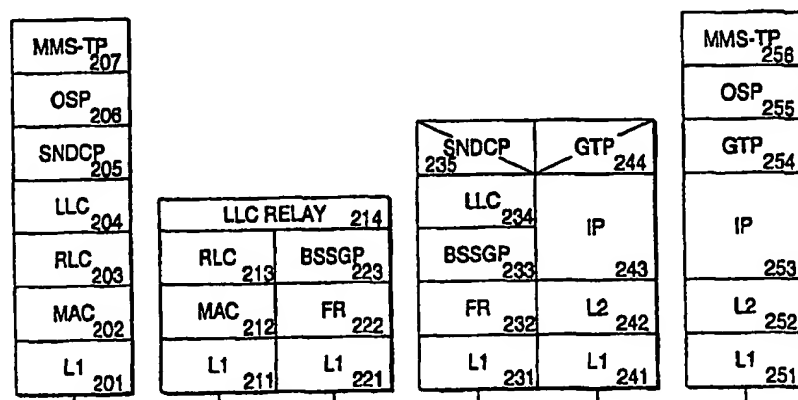 MMS-TP 207
OSP 206
SNDCP 205
LLC 204
RLC 203
MAC 202
L1 201
LLC RELAY 214
RLC 213
BSSGP 223
MAC 212
FR 222
L1 211
L1 221
SNDCP 235
GTP 244
LLC 234
IP 243
BSSGP 233
FR 232
L2 242
L1 231
L1 241
MMS-TP 256
OSP 255
GTP 254
IP 253
L2 252
L1 251